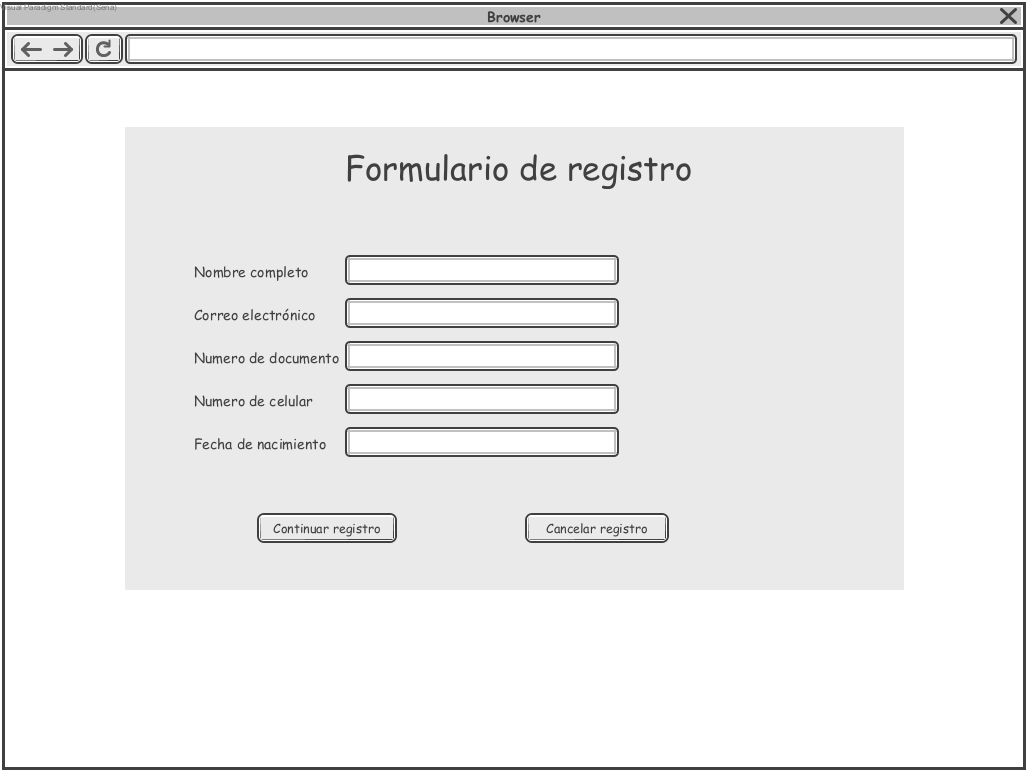 Visual Paradigm Standard(Sena)
Browser
Formulario de registro
Nombre completo
Correo electrónico
Numero de documento
Numero de celular
Fecha de nacimiento
Continuar registro
Cancelar registro